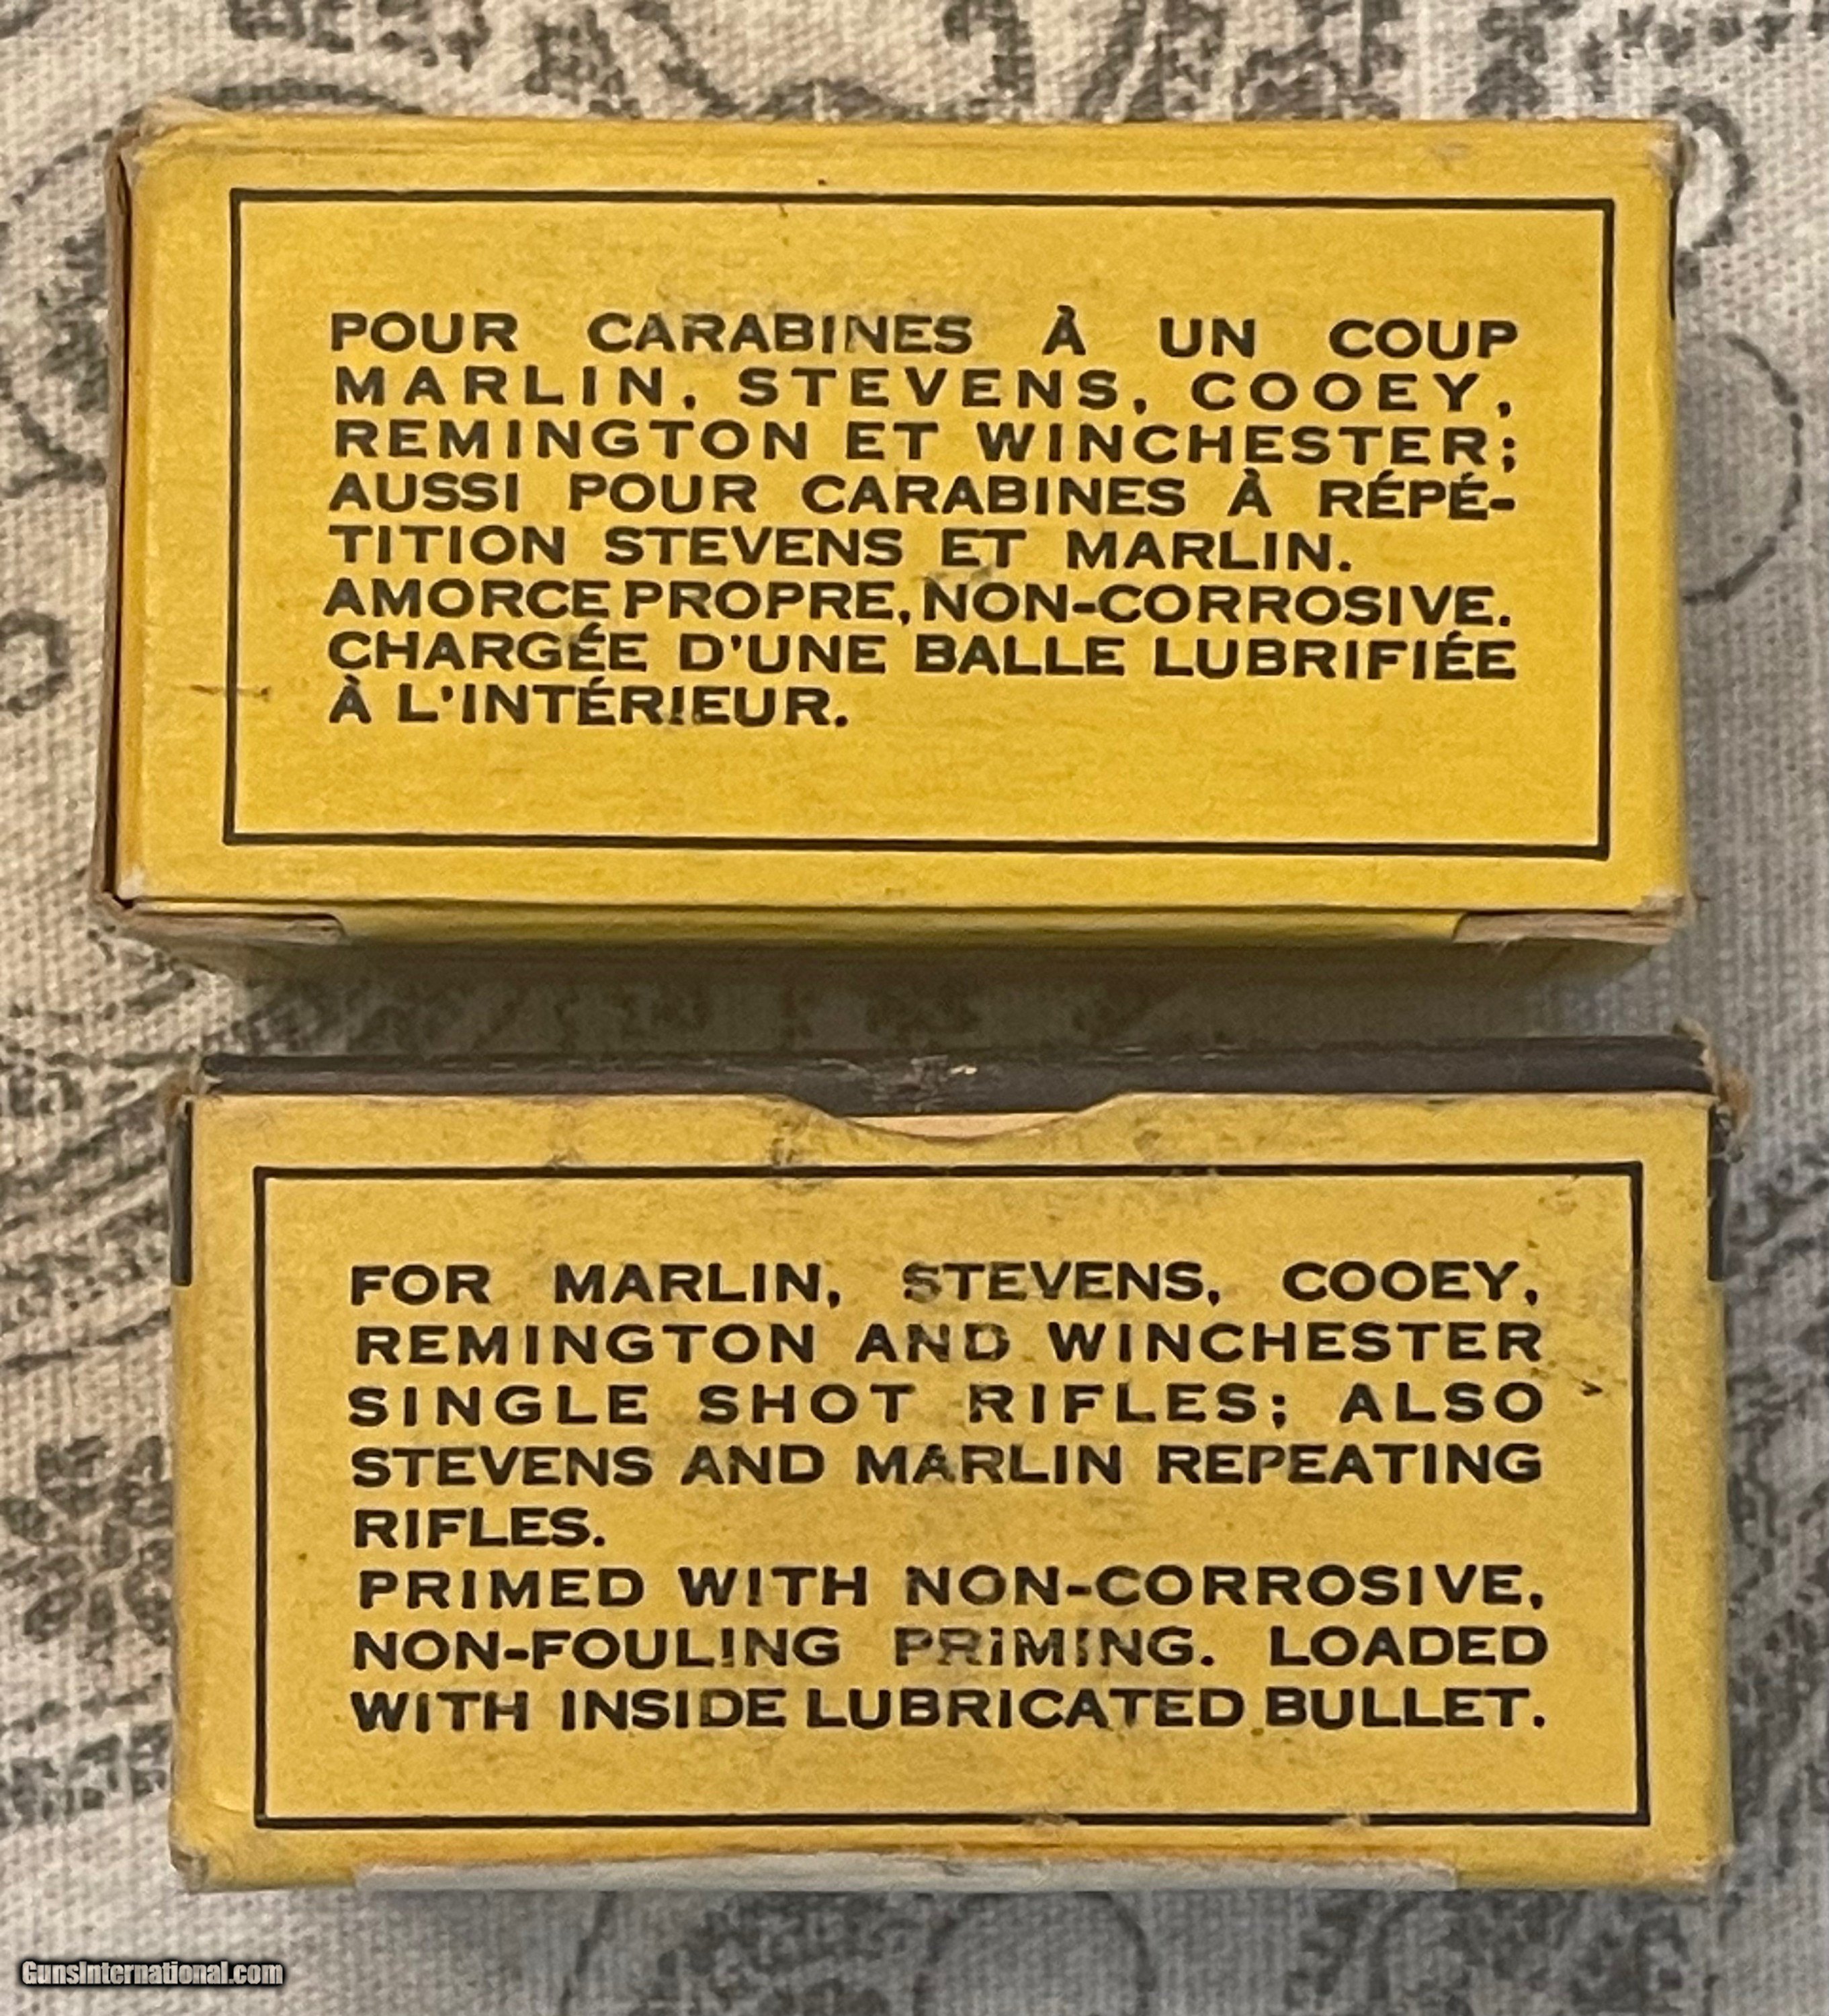 POUR CARABINES À UN COUP
MARLIN, STEVENS, COOEY,
REMINGTON ET WINCHESTER;
AUSSI POUR CARABINES À RÉPÉ-
TITION STEVENS ET MARLIN.
AMORCE PROPRE, NON-CORROSIVE.
CHARGÉE D'UNE BALLE LUBRIFIÉE
À L'INTÉRIEUR.
FOR MARLIN, STEVENS, COOEY,
REMINGTON AND WINCHESTER
SINGLE SHOT RIFLES; ALSO
STEVENS AND MARLIN REPEATING
RIFLES.
PRIMED WITH NON-CORROSIVE,
NON-FOULING PRIMING. LOADED
WITH INSIDE LUBRICATED BULLET.
GunsInternational.com